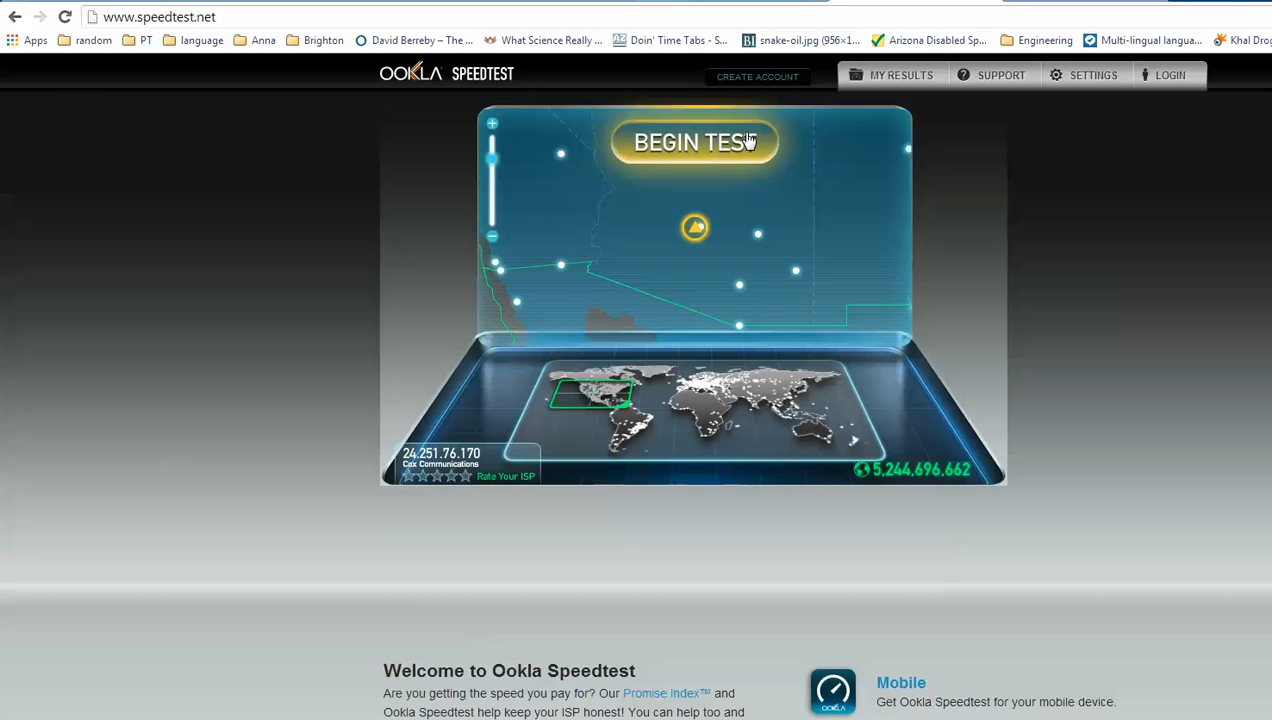 www.speedtest.net
Apps random PT language Anna Brighton David Berreby – The ... What Science Really ... Doin' Time Tabs - S... snake-oil.jpg (956×1... Arizona Disabled Sp... Engineering Multi-lingual langua... Khal Drog
OOKLA SPEEDTEST CREATE ACCOUNT MY RESULTS SUPPORT SETTINGS LOGIN
BEGIN TEST
24.251.76.170
Cox Communications
Rate Your ISP
5,244,696,662
Welcome to Ookla Speedtest
Are you getting the speed you pay for? Our Promise Index™ and
Ookla Speedtest help keep your ISP honest! You can help too and
Mobile
Get Ookla Speedtest for your mobile device.
OOKLA